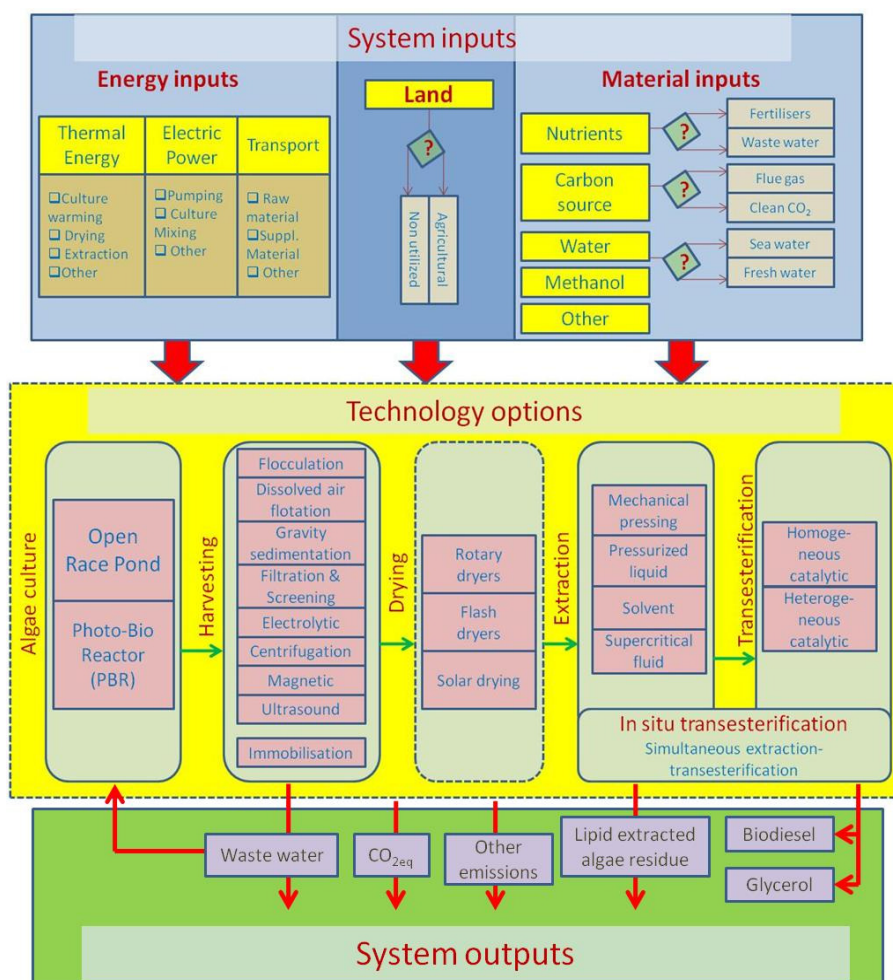 System inputs
Energy inputs
Thermal
Energy
Electric
Power
Transport
❑Culture
warming
❑ Drying
❑ Extraction
❑Other
❑Pumping
❑ Culture
Mixing
❑ Other
❑ Raw
material
❑Suppl.
Material
❑ Other
Land
?
Non utilized
Agricultural
Material inputs
Nutrients
?
Fertilisers
Waste water
Carbon
source
?
Flue gas
Clean CO₂
Water
?
Sea water
Fresh water
Methanol
Other
Technology options
Algae culture
Open
Race Pond
Photo-Bio
Reactor
(PBR)
Harvesting
Flocculation
Dissolved air
flotation
Gravity
sedimentation
Filtration &
Screening
Electrolytic
Centrifugation
Magnetic
Ultrasound
Immobilisation
Drying
Rotary
dryers
Flash
dryers
Solar drying
Extraction
Mechanical
pressing
Pressurized
liquid
Solvent
Supercritical
fluid
Transesterification
Homoge-
neous
catalytic
Heteroge-
neous
catalytic
In situ transesterification
Simultaneous extraction-
transesterification
Waste water
CO2eq
Other
emissions
Lipid extracted
algae residue
Biodiesel
Glycerol
System outputs